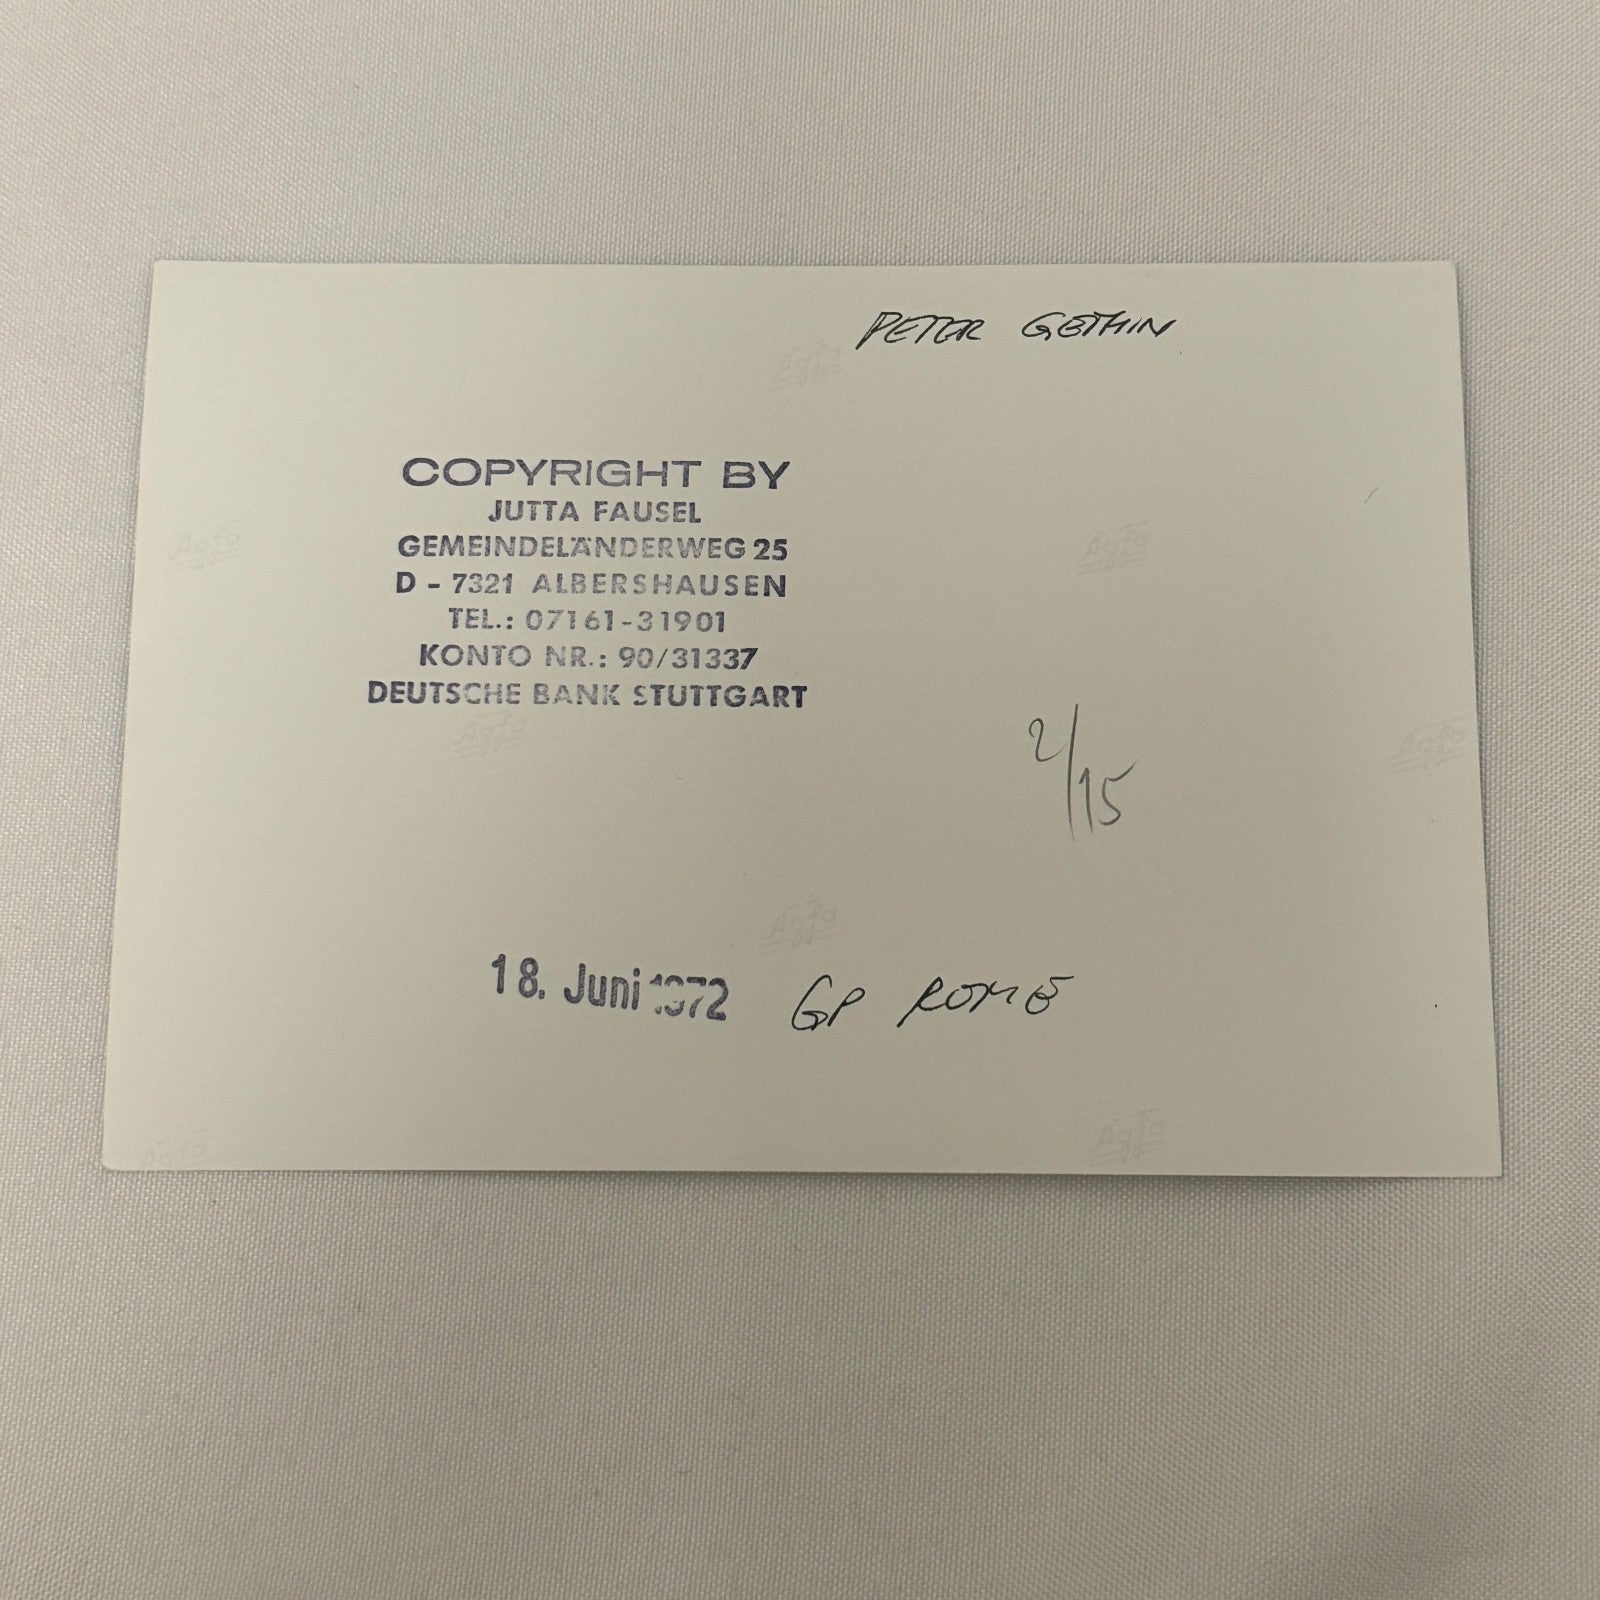 PETER GETHIN
COPYRIGHT BY
JUTTA FAUSEL
GEMEINDELÄNDERWEG 25
D - 7321 ALBERSHAUSEN
TEL.: 07161-31901
KONTO NR.: 90/31337
DEUTSCHE BANK STUTTGART
2/15
18. Juni 1972 GP ROME